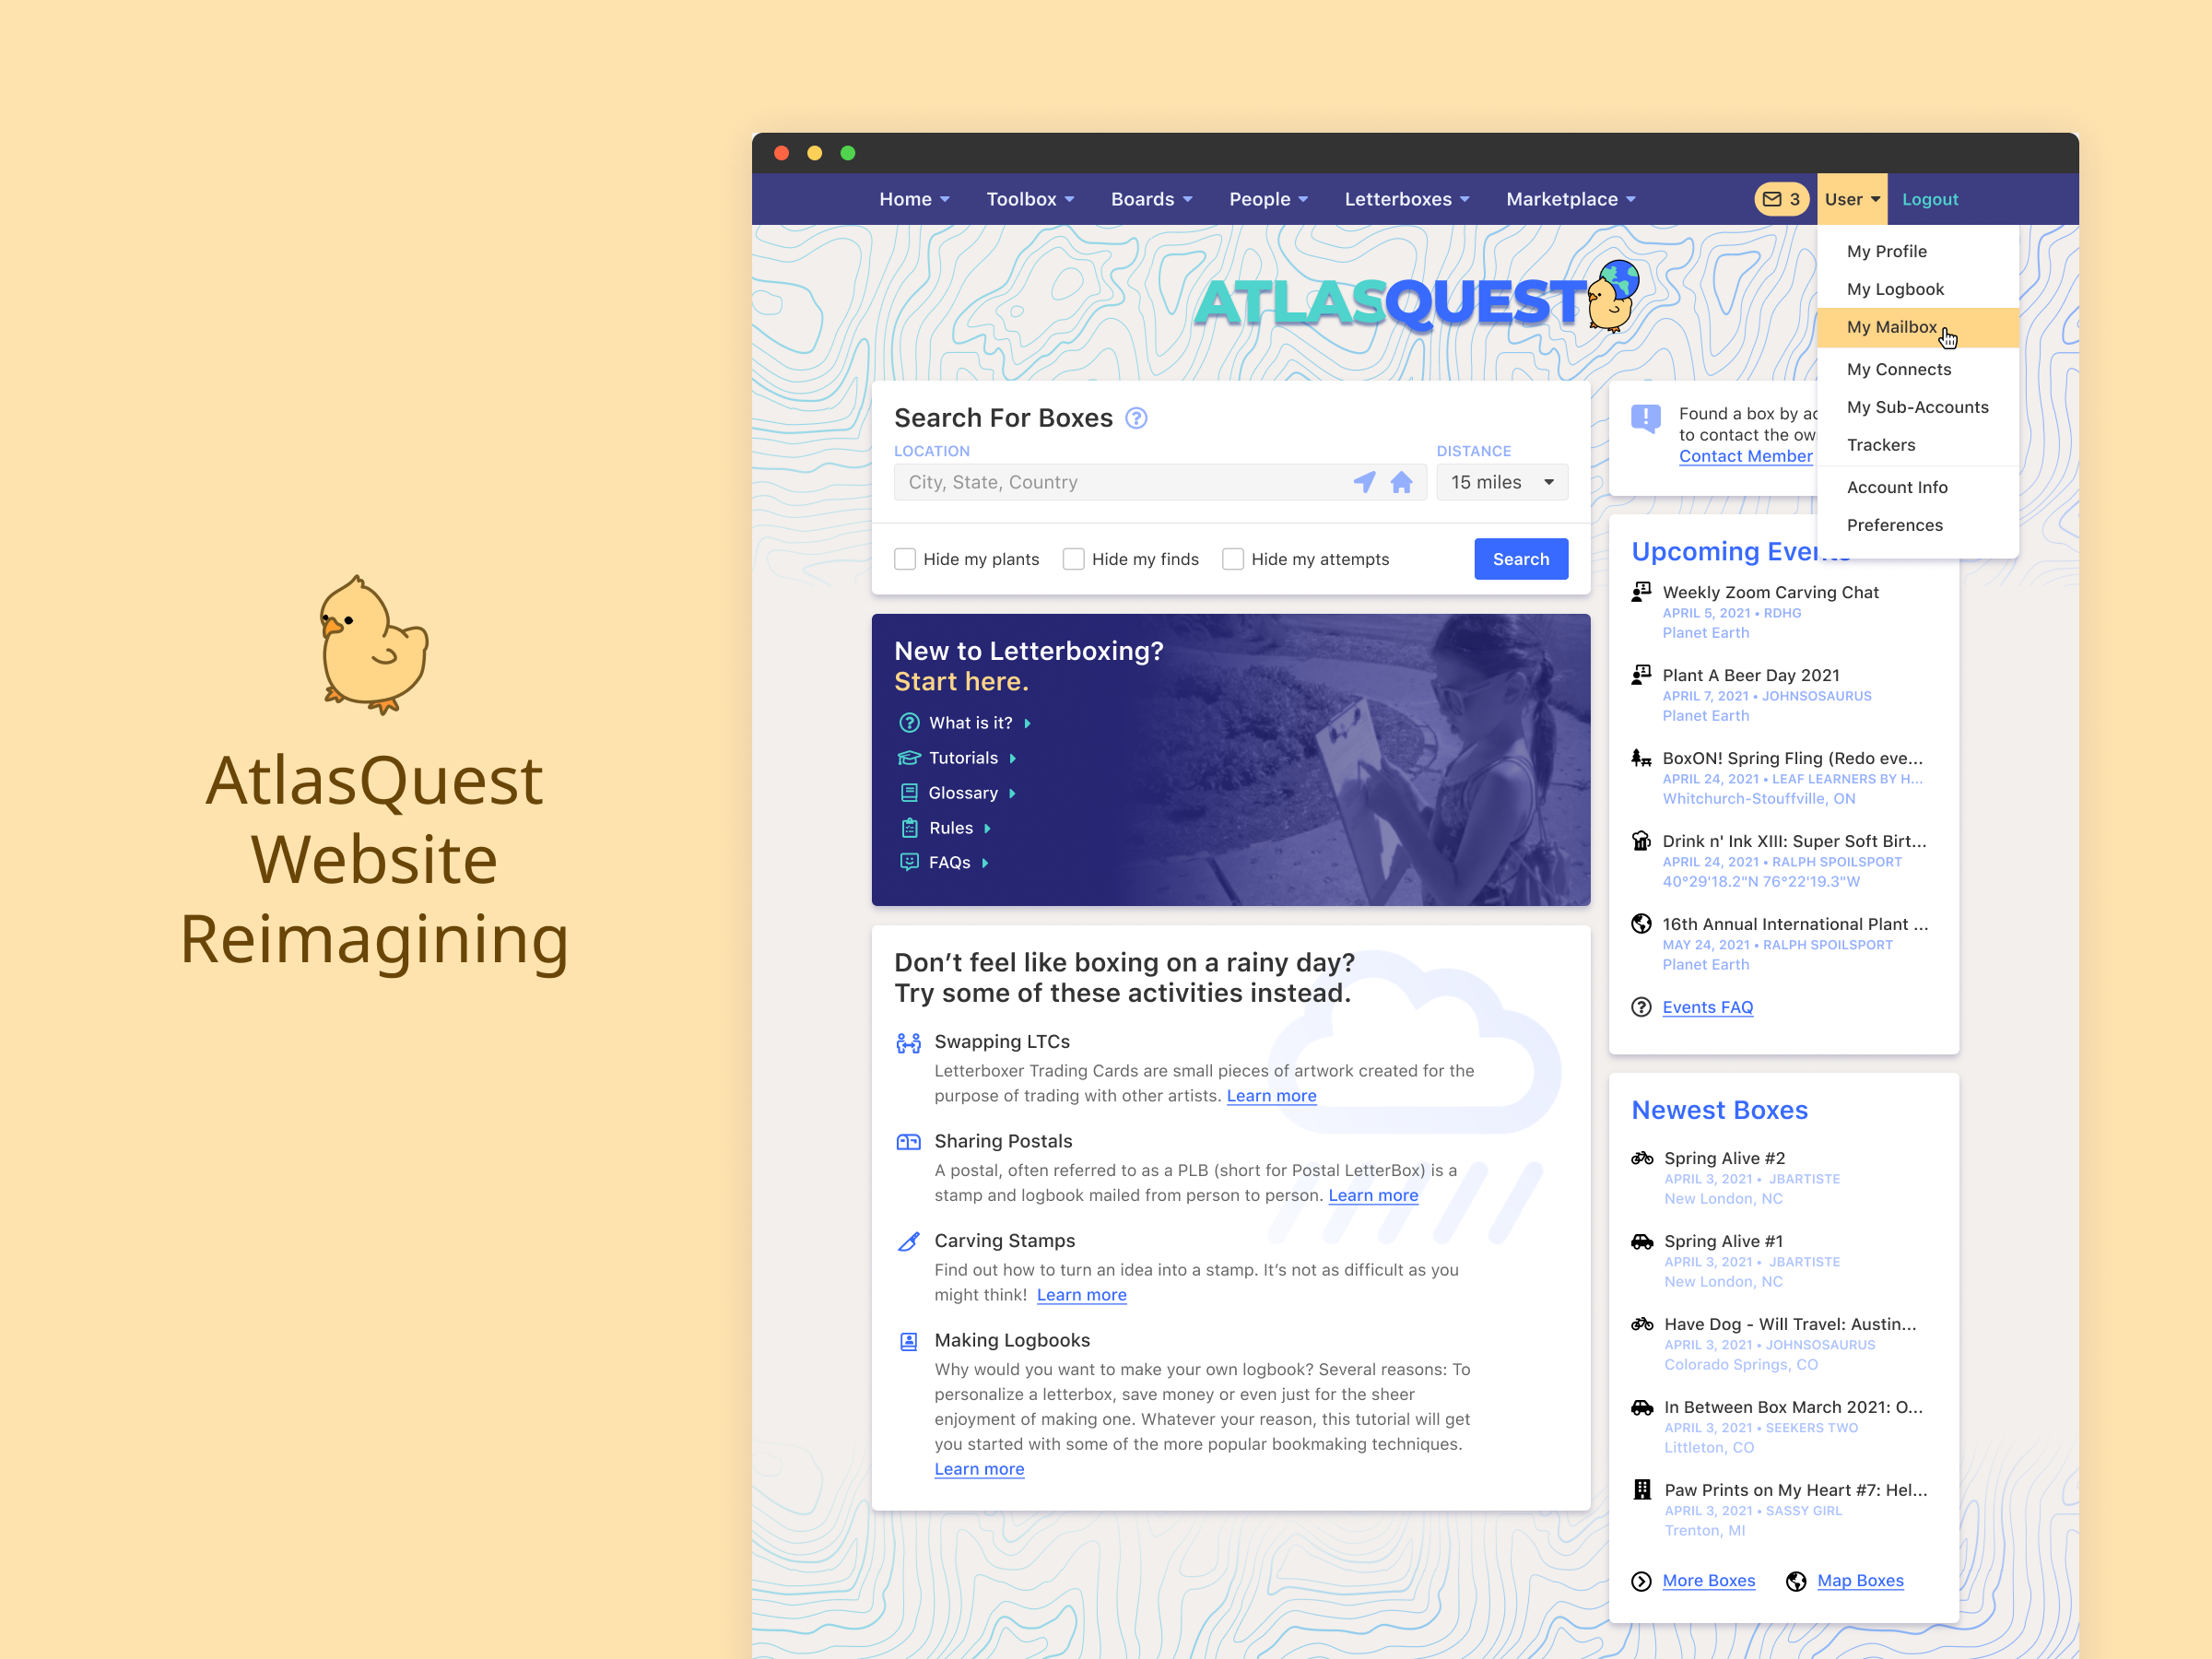 AtlasQuest
Website
Reimagining
Home
Toolbox
Boards
People
Letterboxes
Marketplace
3
User
Logout
My Profile
My Logbook
My Mailbox
My Connects
My Sub-Accounts
Trackers
Account Info
Preferences
ATLASQUEST
Search For Boxes
LOCATION
DISTANCE
City, State, Country
15 miles
Hide my plants
Hide my finds
Hide my attempts
Search
New to Letterboxing?
Start here.
What is it?
Tutorials
Glossary
Rules
FAQs
Don’t feel like boxing on a rainy day?
Try some of these activities instead.
Swapping LTCs
Letterboxer Trading Cards are small pieces of artwork created for the
purpose of trading with other artists. Learn more
Sharing Postals
A postal, often referred to as a PLB (short for Postal LetterBox) is a
stamp and logbook mailed from person to person. Learn more
Carving Stamps
Find out how to turn an idea into a stamp. It’s not as difficult as you
might think! Learn more
Making Logbooks
Why would you want to make your own logbook? Several reasons: To
personalize a letterbox, save money or even just for the sheer
enjoyment of making one. Whatever your reason, this tutorial will get
you started with some of the more popular bookmaking techniques.
Learn more
Found a box by
to contact the
Contact Member
Upcoming Events
Weekly Zoom Carving Chat
APRIL 5, 2021 • RDHG
Planet Earth
Plant A Beer Day 2021
APRIL 7, 2021 • JOHNSOSAURUS
Planet Earth
BoxON! Spring Fling (Redo eve...
APRIL 24, 2021 • LEAF LEARNERS BY H...
Whitchurch-Stouffville, ON
Drink n' Ink XIII: Super Soft Birt...
APRIL 24, 2021 • RALPH SPOILSPORT
40°29'18.2"N 76°22'19.3"W
16th Annual International Plant ...
MAY 24, 2021 • RALPH SPOILSPORT
Planet Earth
Events FAQ
Newest Boxes
Spring Alive #2
APRIL 3, 2021 • JBARTISTE
New London, NC
Spring Alive #1
APRIL 3, 2021 • JBARTISTE
New London, NC
Have Dog - Will Travel: Austin...
APRIL 3, 2021 • JOHNSOSAURUS
Colorado Springs, CO
In Between Box March 2021: O...
APRIL 3, 2021 • SEEKERS TWO
Littleton, CO
Paw Prints on My Heart #7: Hel...
APRIL 3, 2021 • SASSY GIRL
Trenton, MI
More Boxes
Map Boxes